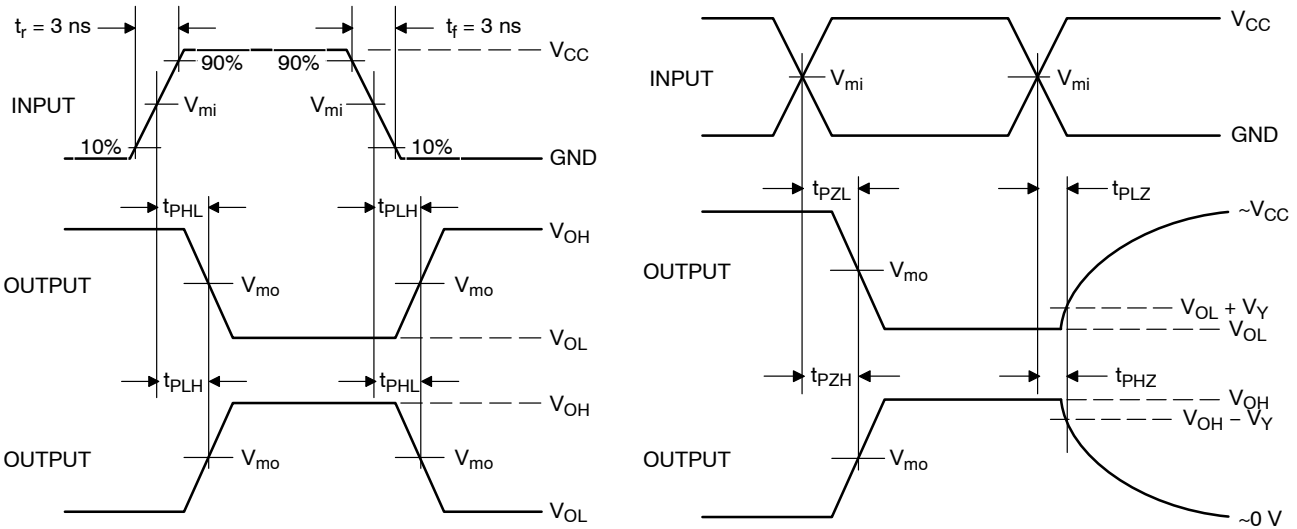 t_r = 3 ns
t_f = 3 ns
V_CC
90%
90%
INPUT
V_mi
V_mi
10%
10%
GND
t_PHL
t_PLH
V_OH
OUTPUT
V_mo
V_mo
V_OL
t_PLH
t_PHL
V_OH
OUTPUT
V_mo
V_mo
V_OL
V_CC
INPUT
V_mi
V_mi
GND
t_PZL
t_PLZ
~V_CC
OUTPUT
V_mo
V_OL + V_Y
V_OL
t_PZH
t_PHZ
V_OH
V_OH − V_Y
OUTPUT
V_mo
~0 V